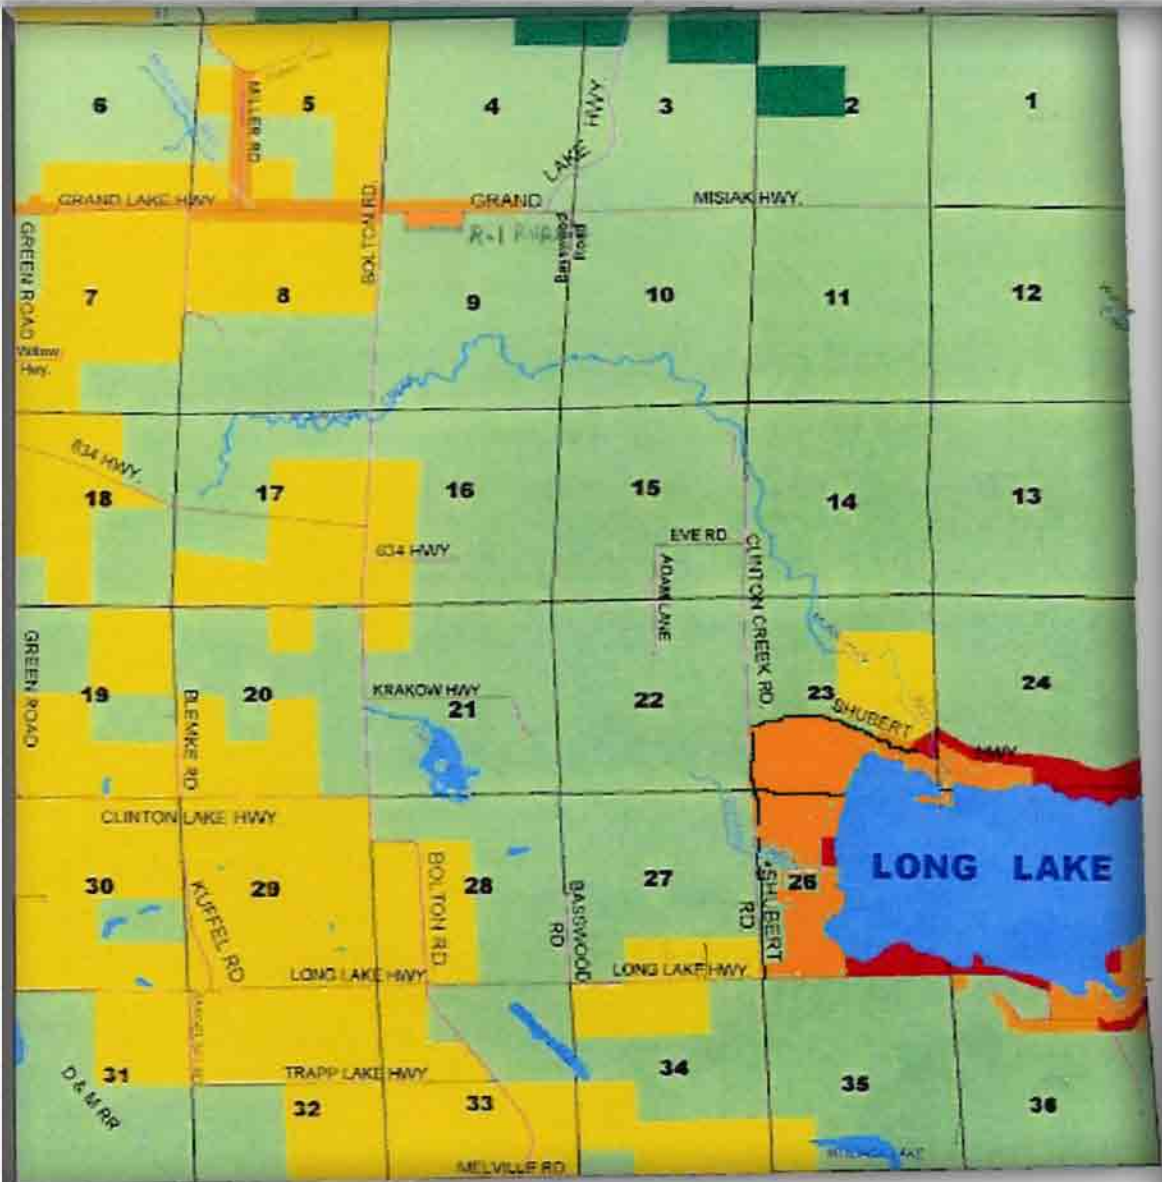 6
5
4
3
2
1
MILLER RD
HWY
LAKE
GRAND LAKE HWY
GRAND
MISIAK HWY.
BOLTON RD.
R-1
Basswood
Road
GREEN ROAD
7
8
9
10
11
12
Willow
Hwy.
634 HWY.
18
17
16
15
14
13
634 HWY
EVE RD
ADAM LANE
CLINTON CREEK RD.
GREEN ROAD
19
BLEMKE RD
20
KRAKOW HWY
21
22
23
SHUBERT
HWY
24
CLINTON LAKE HWY
30
KUFFEL RD
29
BOLTON RD
28
BASSWOOD
RD
27
SHUBERT
RD
26
LONG LAKE
LONG LAKE HWY
LONG LAKE HWY
31
D & M RR
TRAPP LAKE HWY
32
33
34
35
36
MELVILLE RD